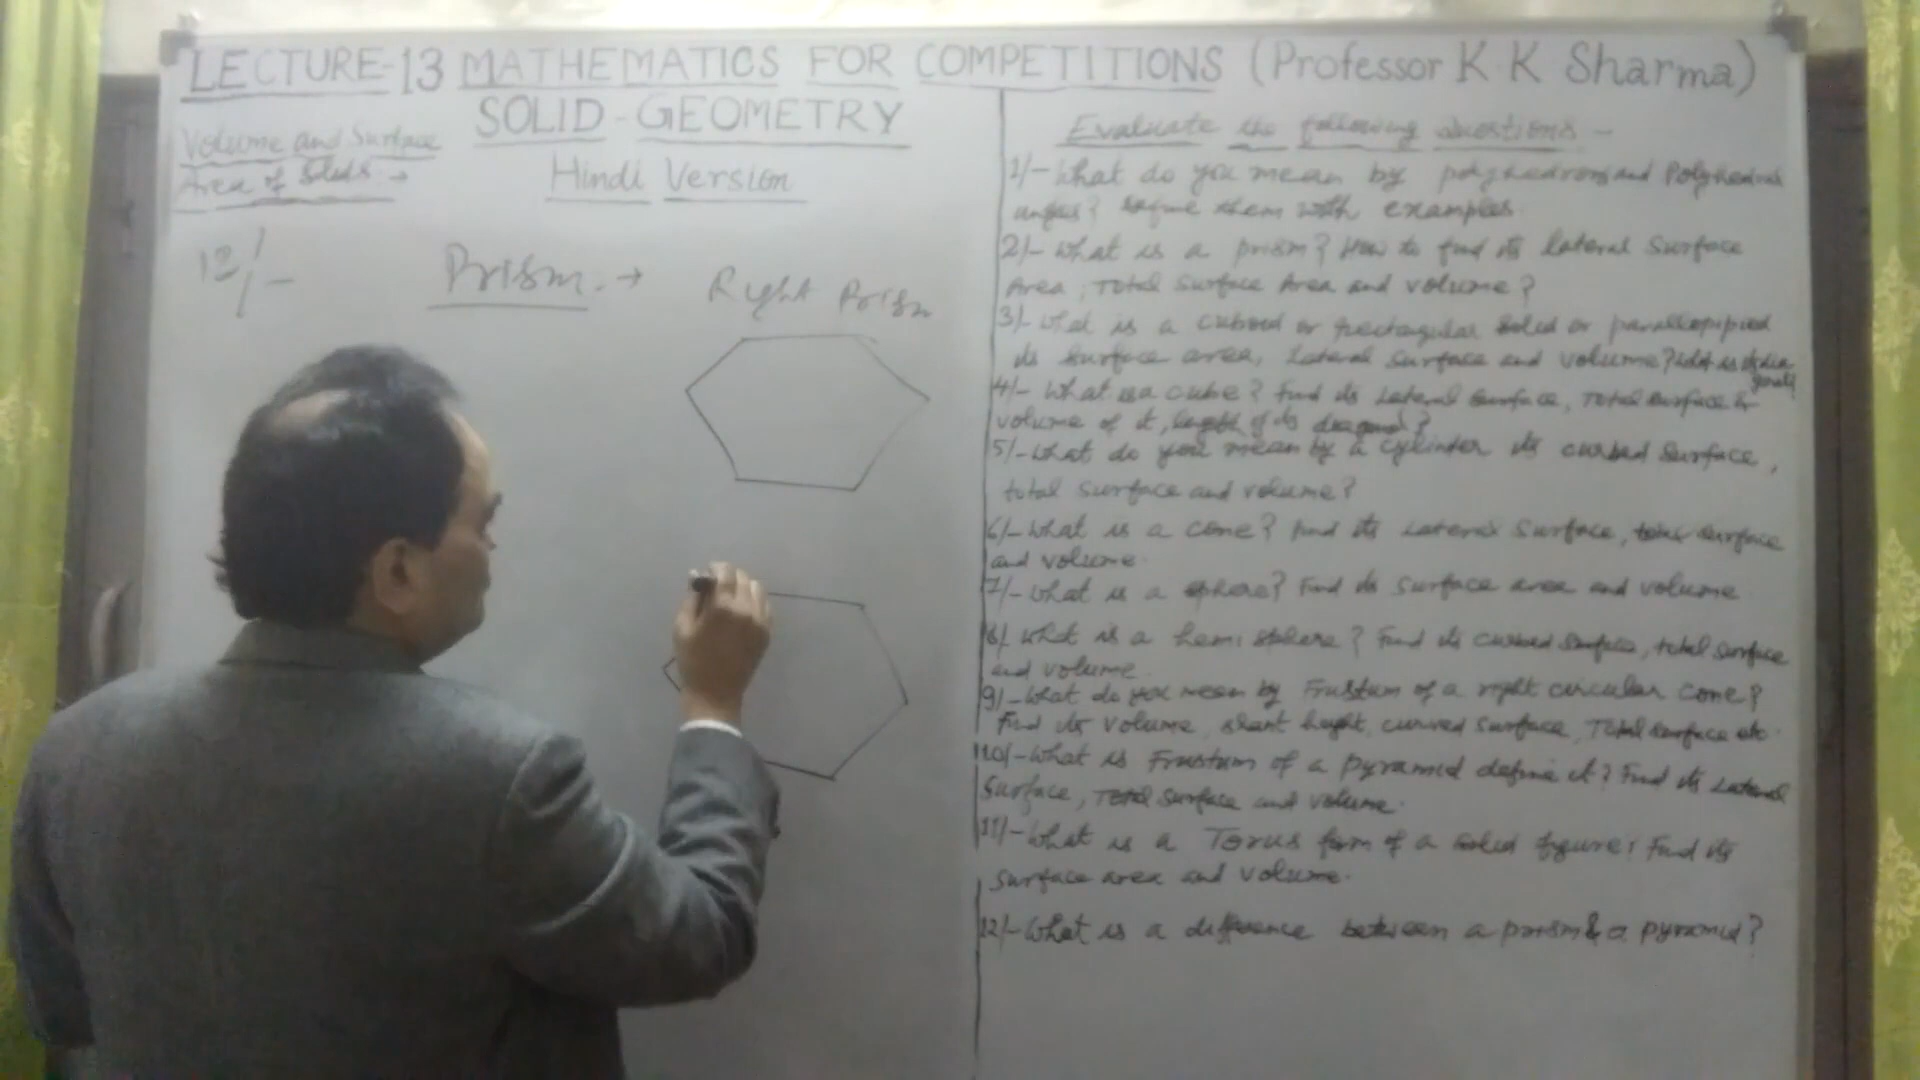 LECTURE-13 MATHEMATICS FOR COMPETITIONS (Professor K K Sharma)
SOLID-GEOMETRY
Volume and Surface
Area of Solids →
Hindi Version
12/-
Prism. →
Right Prism
Evaluate the following questions -
1/- What do you mean by polyhedrons and Polyhedral
angles? Define them with examples.
2/- What is a prism? How to find its lateral Surface
Area, Total Surface Area and volume?
3/- What is a cuboid or rectangular solid or parallelopiped
its surface area, lateral surface and volume? What is its dia
gonal
4/- What is a cube? Find its lateral surface, Total surface &
volume of it, length of its diagonal?
5/- What do you mean by a cylinder its curbed surface,
total surface and volume?
6/- What is a cone? Find its lateral surface, total surface
and volume.
7/- What is a sphere? Find its surface area and volume
8/ What is a hemi sphere? Find its curbed surface, total surface
and volume
9/- What do you mean by Frustum of a right circular cone?
Find its volume, slant height, curved surface, Total surface etc.
10/- What is Frustum of a pyramid define it? Find its Lateral
Surface, Total surface and volume.
11/- What is a Torus form of a solid figure? Find its
surface area and volume.
12/- What is a difference between a prism & a pyramid?